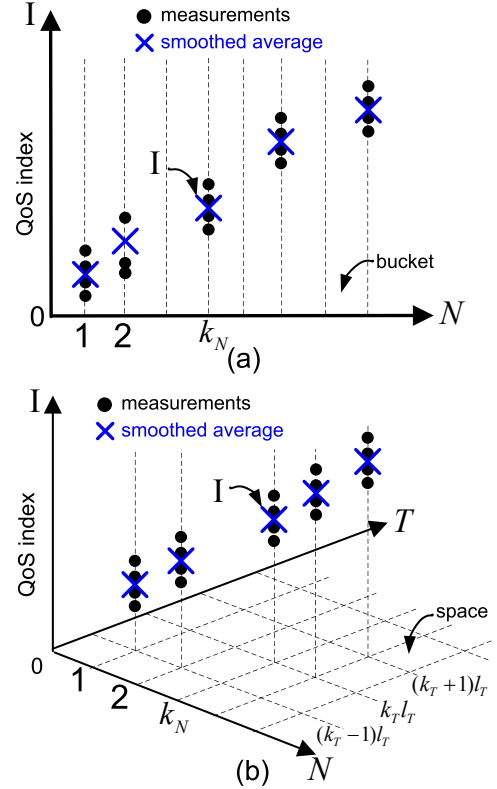 I
measurements
smoothed average
QoS index
I
bucket
0
N
1 2 k_N
(a)
I
measurements
smoothed average
QoS index
I
T
space
0
1
2
k_N
(k_T+1)l_T
k_T l_T
(k_T−1)l_T
N
(b)